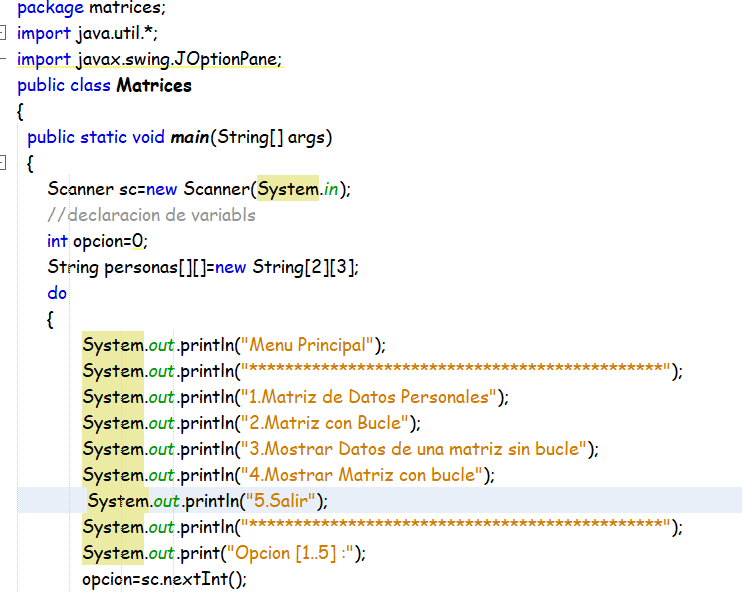 package matrices;
import java.util.*;
import javax.swing.JOptionPane;
public class Matrices
{
public static void main(String[] args)
{
Scanner sc=new Scanner(System.in);
//declaracion de variabls
int opcion=0;
String personas[][]=new String[2][3];
do
{
System.out.println("Menu Principal");
System.out.println("***********************************************");
System.out.println("1.Matriz de Datos Personales");
System.out.println("2.Matriz con Bucle");
System.out.println("3.Mostrar Datos de una matriz sin bucle");
System.out.println("4.Mostrar Matriz con bucle");
System.out.println("5.Salir");
System.out.println("***********************************************");
System.out.print("Opcion [1..5] :");
opcion=sc.nextInt();